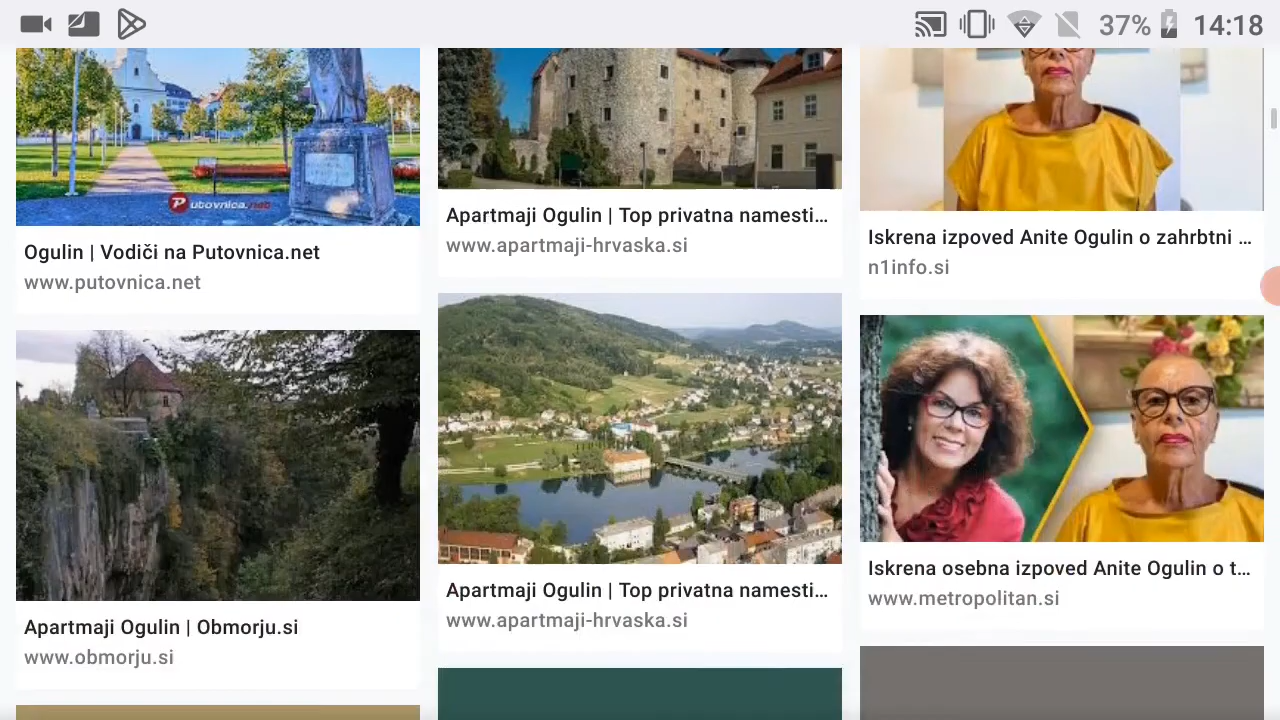 37%
14:18
Putovnica.net
Ogulin | Vodiči na Putovnica.net
www.putovnica.net
Apartmaji Ogulin | Top privatna namesti...
www.apartmaji-hrvaska.si
Iskrena izpoved Anite Ogulin o zahrbtni ...
n1info.si
Apartmaji Ogulin | Obmorju.si
www.obmorju.si
Apartmaji Ogulin | Top privatna namesti...
www.apartmaji-hrvaska.si
Iskrena osebna izpoved Anite Ogulin o t...
www.metropolitan.si